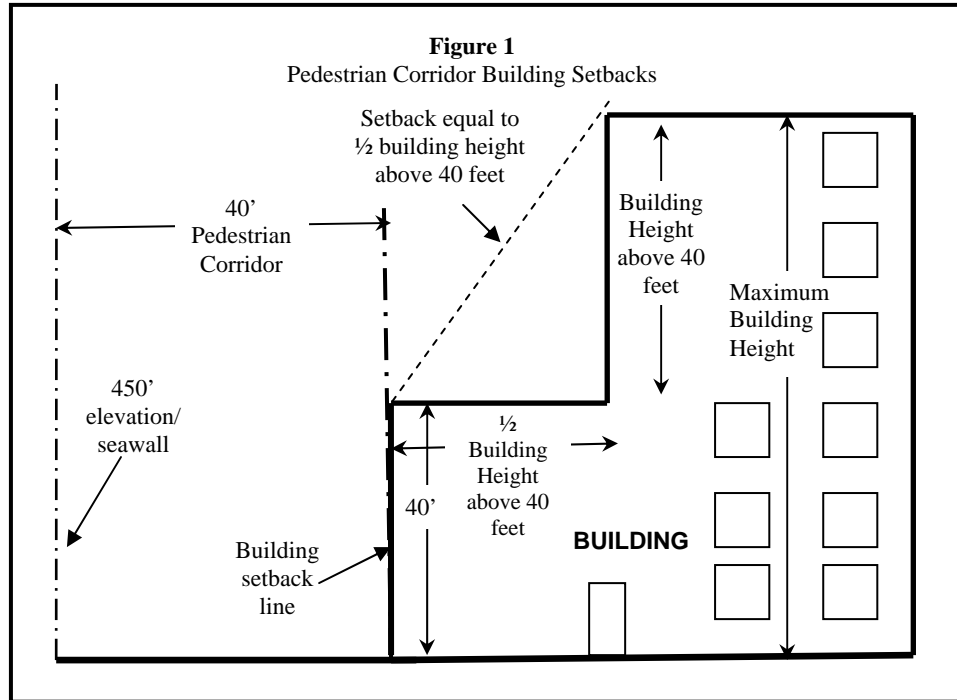 Figure 1
Pedestrian Corridor Building Setbacks
Setback equal to
½ building height
above 40 feet
40’
Pedestrian
Corridor
Building
Height
above 40
feet
Maximum
Building
Height
450’
elevation/
seawall
½
Building
Height
above 40
feet
40’
BUILDING
Building
setback
line